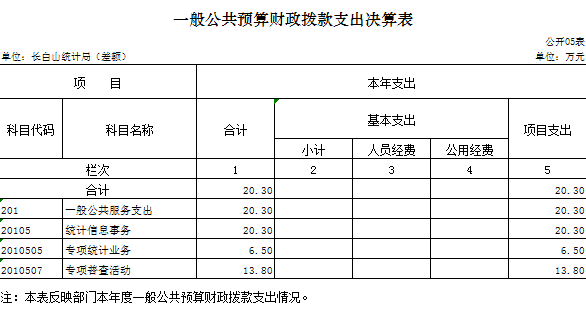 一般公共预算财政拨款支出决算表
公开05表
单位：长白山统计局（差额） 单位：万元
项 目 本年支出
科目代码 科目名称 合计 基本支出 项目支出
小计 人员经费 公用经费
栏次 1 2 3 4 5
合计 20.30 20.30
201 一般公共服务支出 20.30 20.30
20105 统计信息事务 20.30 20.30
2010505 专项统计业务 6.50 6.50
2010507 专项普查活动 13.80 13.80
注：本表反映部门本年度一般公共预算财政拨款支出情况。